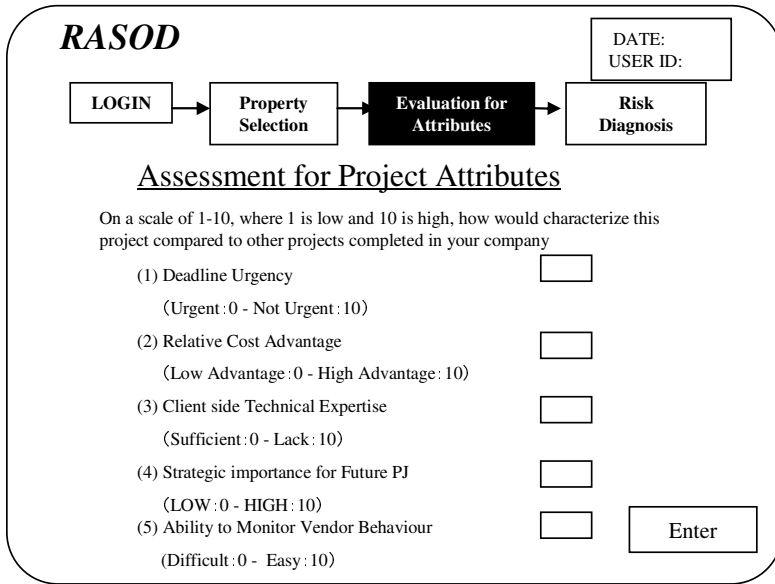 RASOD
DATE:
USER ID:
LOGIN
Property
Selection
Evaluation for
Attributes
Risk
Diagnosis
Assessment for Project Attributes
On a scale of 1-10, where 1 is low and 10 is high, how would characterize this
project compared to other projects completed in your company
(1) Deadline Urgency
(Urgent:0 - Not Urgent:10)
(2) Relative Cost Advantage
(Low Advantage:0 - High Advantage:10)
(3) Client side Technical Expertise
(Sufficient:0 - Lack:10)
(4) Strategic importance for Future PJ
(LOW:0 - HIGH:10)
(5) Ability to Monitor Vendor Behaviour
(Difficult:0 - Easy:10)
Enter